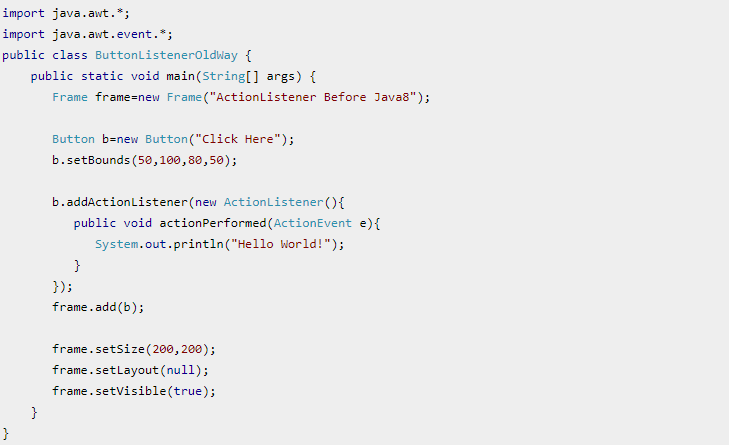 import java.awt.*;
import java.awt.event.*;
public class ButtonListenerOldWay {
    public static void main(String[] args) {
       Frame frame=new Frame("ActionListener Before Java8");

       Button b=new Button("Click Here");
       b.setBounds(50,100,80,50);

       b.addActionListener(new ActionListener(){
          public void actionPerformed(ActionEvent e){
             System.out.println("Hello World!");
          }
       });
       frame.add(b);

       frame.setSize(200,200);
       frame.setLayout(null);
       frame.setVisible(true);
    }
}